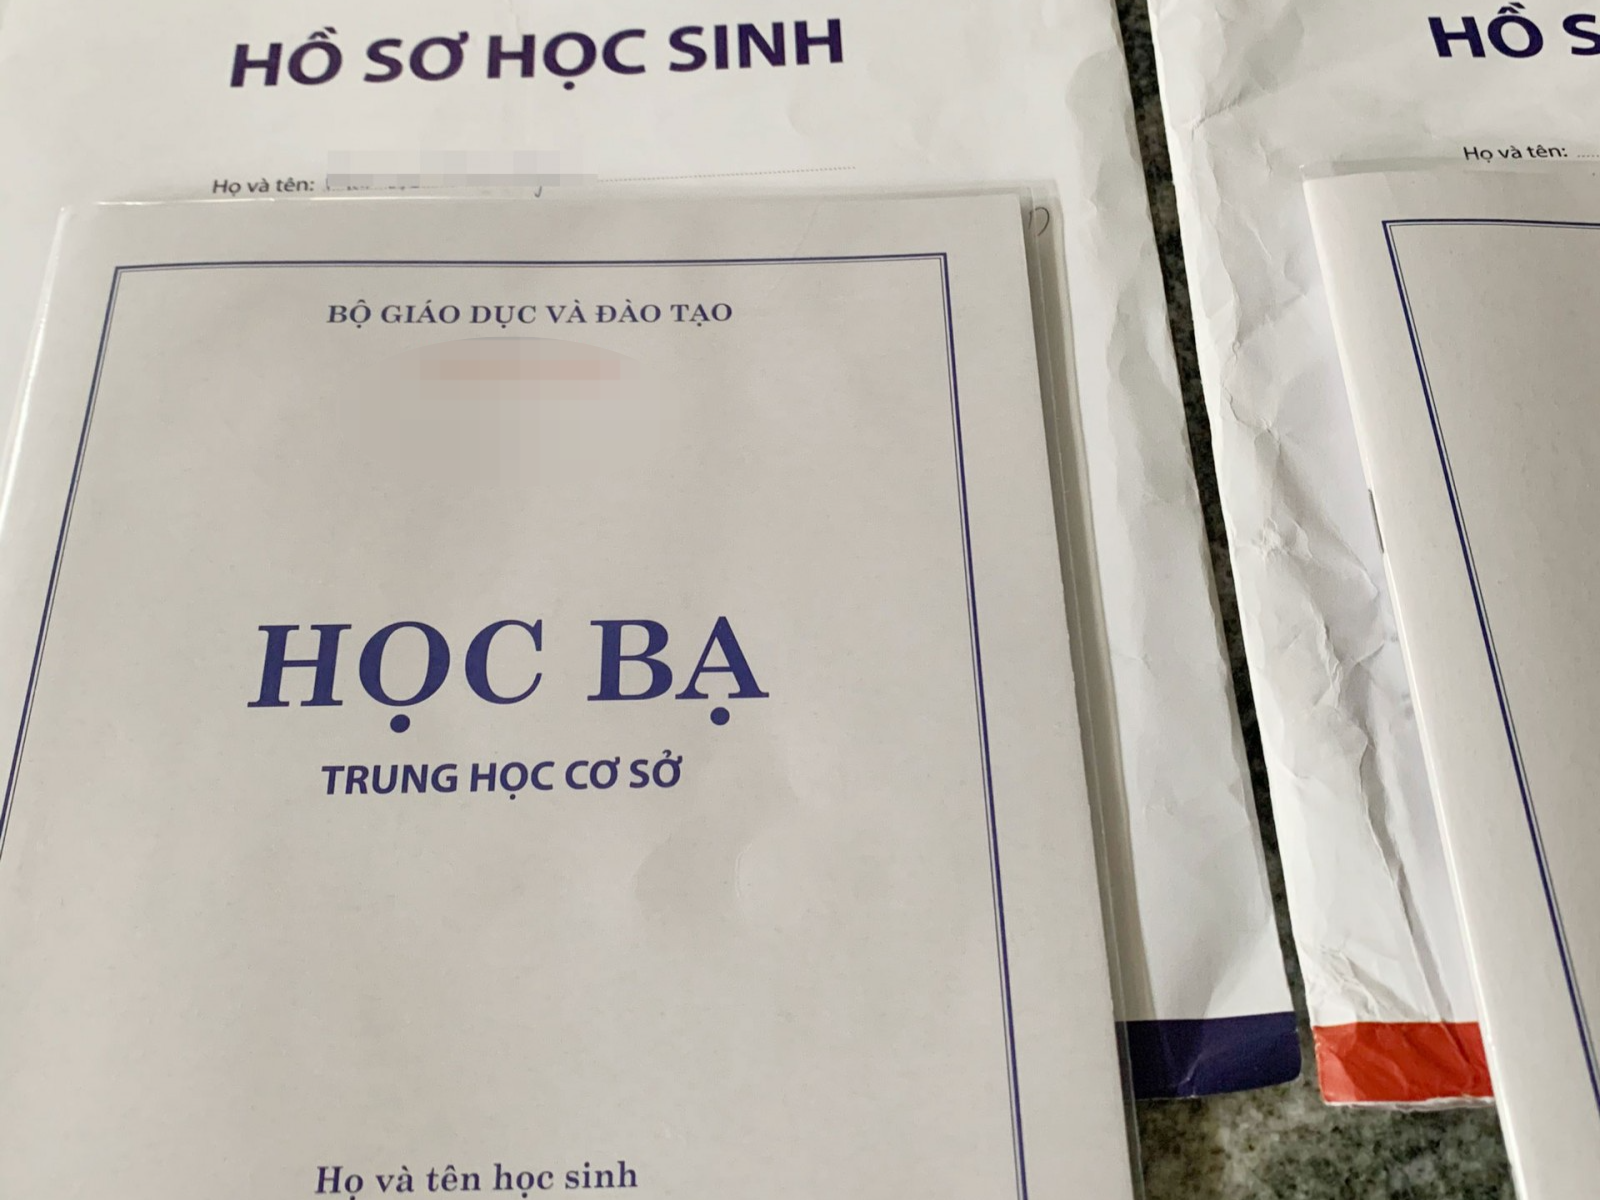 HỒ SƠ HỌC SINH
Họ và tên:
BỘ GIÁO DỤC VÀ ĐÀO TẠO
HỌC BẠ
TRUNG HỌC CƠ SỞ
Họ và tên học sinh
HỒ S
Họ và tên: